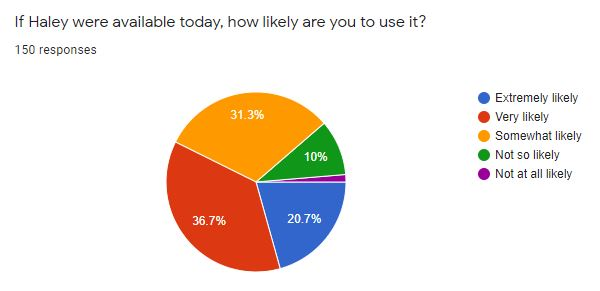 If Haley were available today, how likely are you to use it?
150 responses
31.3%
10%
36.7%
20.7%
Extremely likely
Very likely
Somewhat likely
Not so likely
Not at all likely